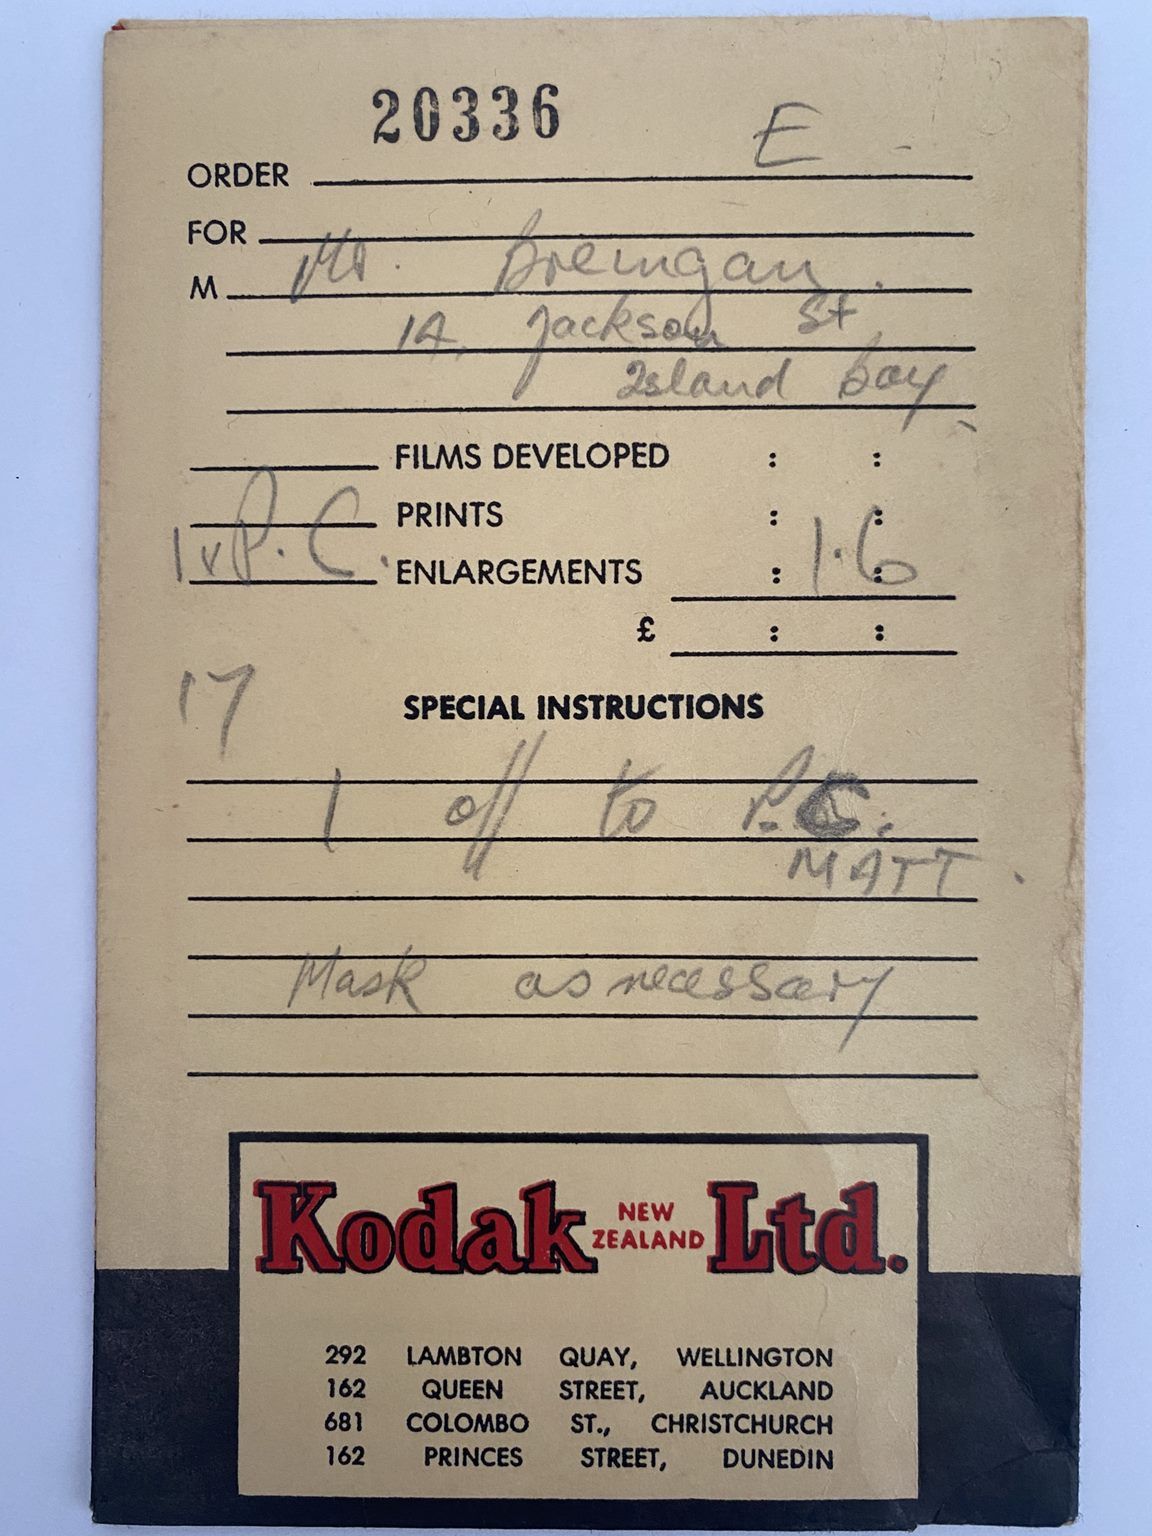 20336
E
ORDER
FOR
M Mr. Breingan.
14, Jackson St,
Island Bay
FILMS DEVELOPED : :
PRINTS : :
1 x P.C. ENLARGEMENTS : 1.6 :
£ : :
17
SPECIAL INSTRUCTIONS
1 off to P.C.
MATT.
Mask as necessary
Kodak NEW ZEALAND Ltd.
292 LAMBTON QUAY, WELLINGTON
162 QUEEN STREET, AUCKLAND
681 COLOMBO ST., CHRISTCHURCH
162 PRINCES STREET, DUNEDIN